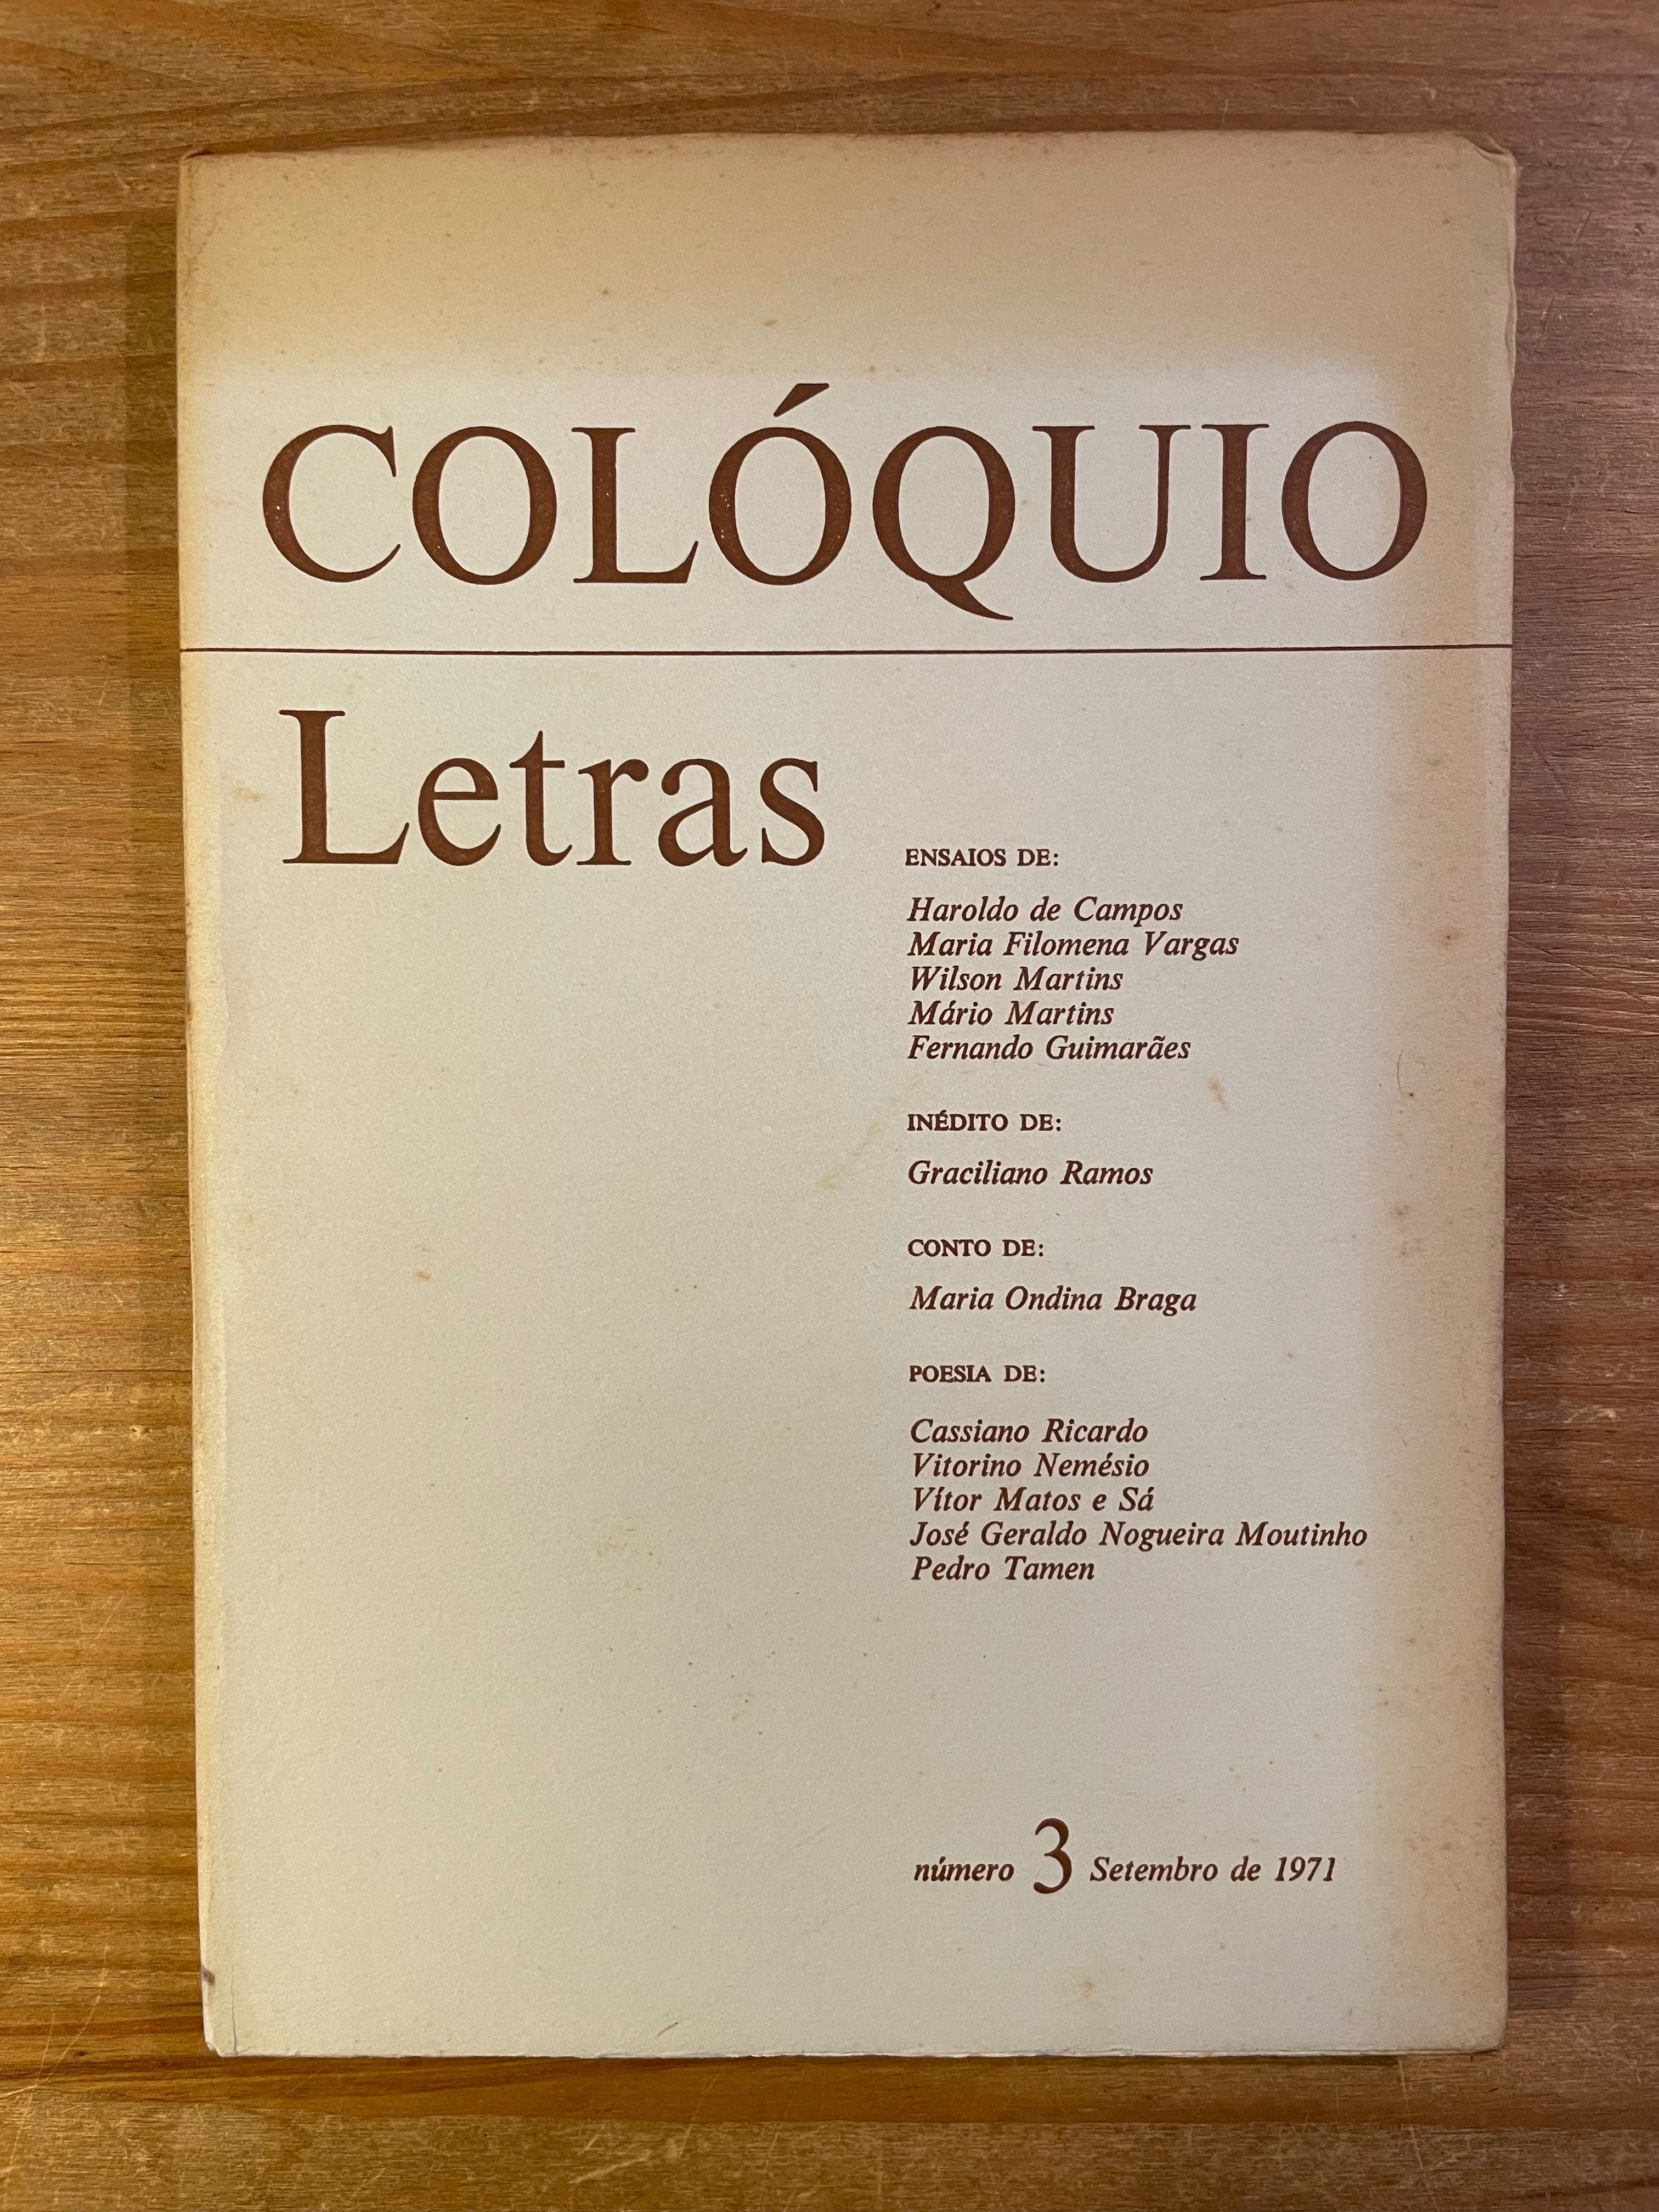 COLÓQUIO
Letras
ENSAIOS DE:
Haroldo de Campos
Maria Filomena Vargas
Wilson Martins
Mário Martins
Fernando Guimarães
INÉDITO DE:
Graciliano Ramos
CONTO DE:
Maria Ondina Braga
POESIA DE:
Cassiano Ricardo
Vitorino Nemésio
Vítor Matos e Sá
José Geraldo Nogueira Moutinho
Pedro Tamen
número 3 Setembro de 1971